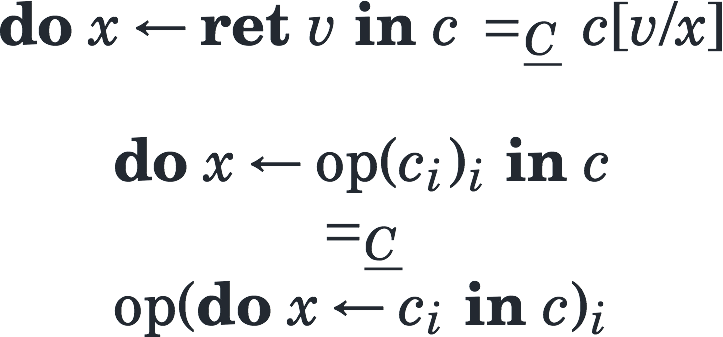 do x ← ret v in c =_C c[v/x]
do x ← op(c_i)_i in c
=_C
op(do x ← c_i in c)_i